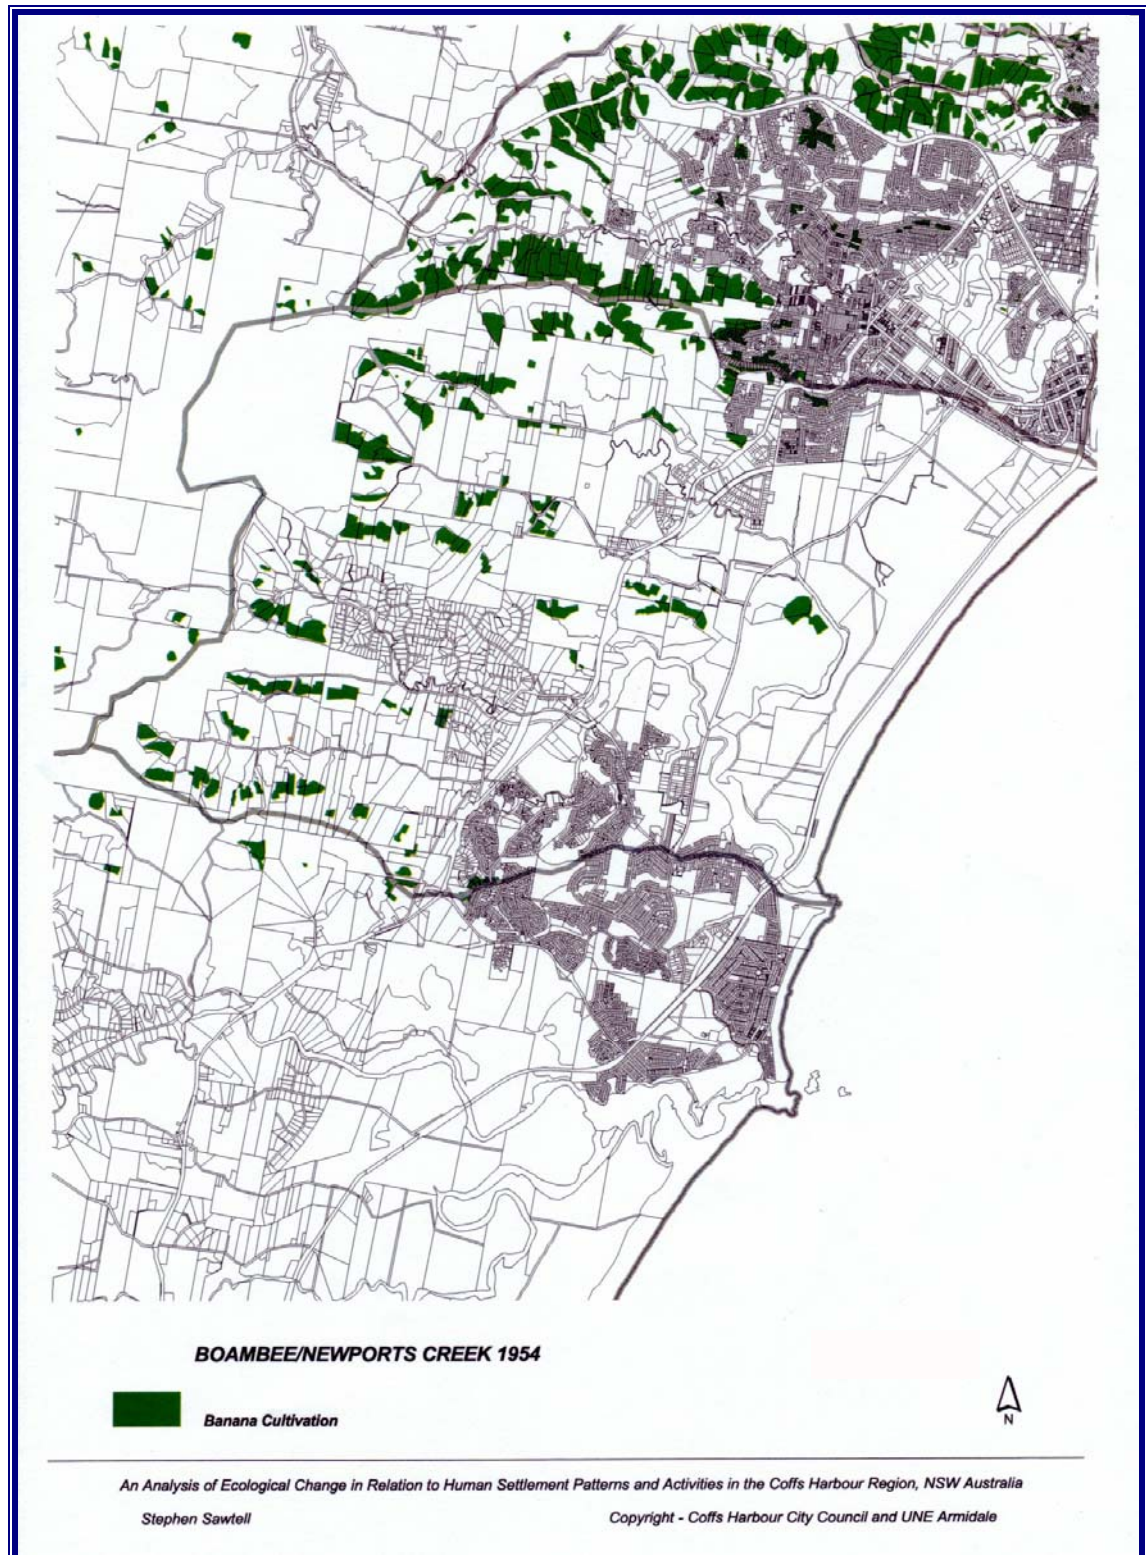 BOAMBEE/NEWPORTS CREEK 1954
Banana Cultivation
N
An Analysis of Ecological Change in Relation to Human Settlement Patterns and Activities in the Coffs Harbour Region, NSW Australia
Stephen Sawtell Copyright - Coffs Harbour City Council and UNE Armidale